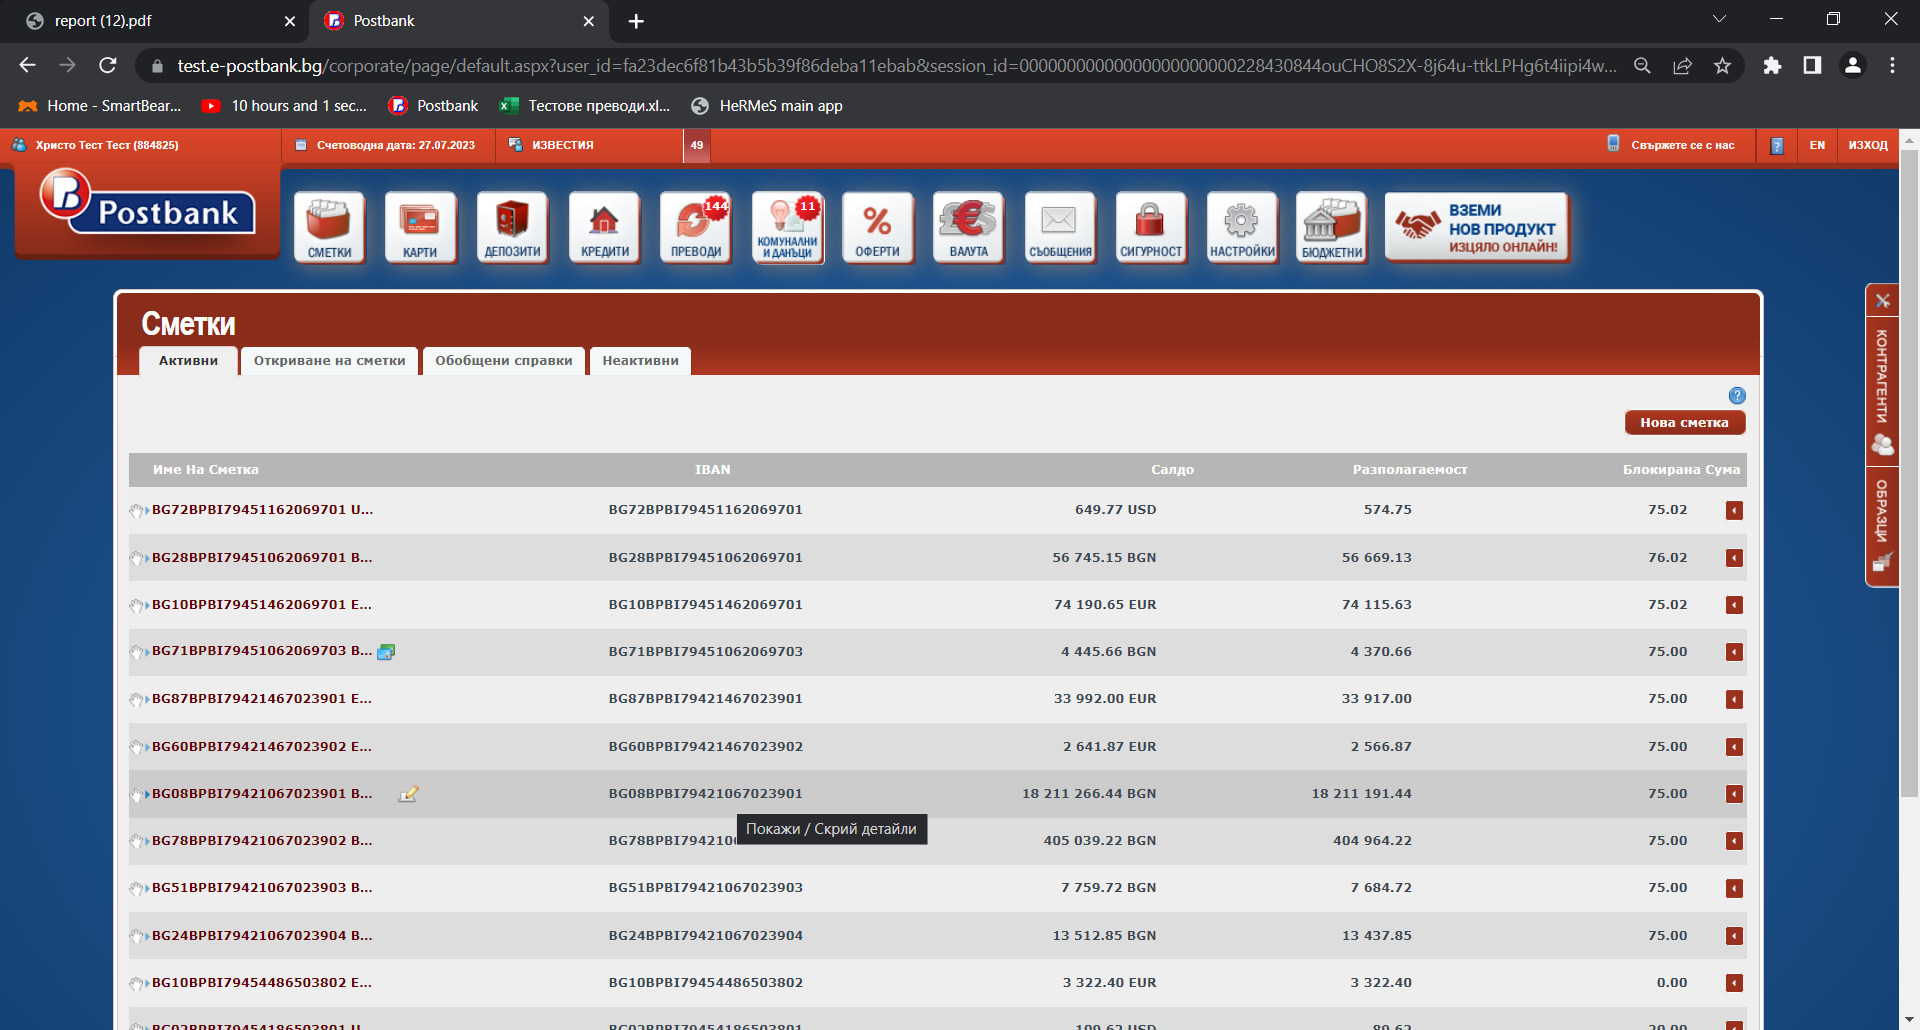 report (12).pdf
Postbank
test.e-postbank.bg/corporate/page/default.aspx?user_id=fa23dec6f81b43b5b39f86deba11ebab&session_id=
Home - SmartBear...
10 hours and 1 sec...
Postbank
Тестове преводи.xl...
HeRMeS main app
Христо Тест Тест (884825)
Счетоводна дата: 27.07.2023
ИЗВЕСТИЯ
49
Свържете се с нас
?
EN
ИЗХОД
Postbank
СМЕТКИ
КАРТИ
ДЕПОЗИТИ
КРЕДИТИ
144
ПРЕВОДИ
11
КОМУНАЛНИ И ДАНЪЦИ
ОФЕРТИ
ВАЛУТА
СЪОБЩЕНИЯ
СИГУРНОСТ
НАСТРОЙКИ
БЮДЖЕТНИ
ВЗЕМИ
НОВ ПРОДУКТ
ИЗЦЯЛО ОНЛАЙН!
КОНТРАГЕНТИ
ОБРАЗЦИ
Сметки
Активни
Откриване на сметки
Обобщени справки
Неактивни
?
Нова сметка
Име На Сметка IBAN Салдо Разполагаемост Блокирана Сума
BG72BPBI79451162069701 U... BG72BPBI79451162069701 649.77 USD 574.75 75.02
BG28BPBI79451062069701 B... BG28BPBI79451062069701 56 745.15 BGN 56 669.13 76.02
BG10BPBI79451462069701 E... BG10BPBI79451462069701 74 190.65 EUR 74 115.63 75.02
BG71BPBI79451062069703 B... BG71BPBI79451062069703 4 445.66 BGN 4 370.66 75.00
BG87BPBI79421467023901 E... BG87BPBI79421467023901 33 992.00 EUR 33 917.00 75.00
BG60BPBI79421467023902 E... BG60BPBI79421467023902 2 641.87 EUR 2 566.87 75.00
BG08BPBI79421067023901 B... BG08BPBI79421067023901 18 211 266.44 BGN 18 211 191.44 75.00
Покажи / Скрий детайли
BG78BPBI79421067023902 B... BG78BPBI794210 405 039.22 BGN 404 964.22 75.00
BG51BPBI79421067023903 B... BG51BPBI79421067023903 7 759.72 BGN 7 684.72 75.00
BG24BPBI79421067023904 B... BG24BPBI79421067023904 13 512.85 BGN 13 437.85 75.00
BG10BPBI79454486503802 E... BG10BPBI79454486503802 3 322.40 EUR 3 322.40 0.00
BG02BPBI79454186503801 U... BG02BPBI79454186503801 109.62 USD 89.62 20.00